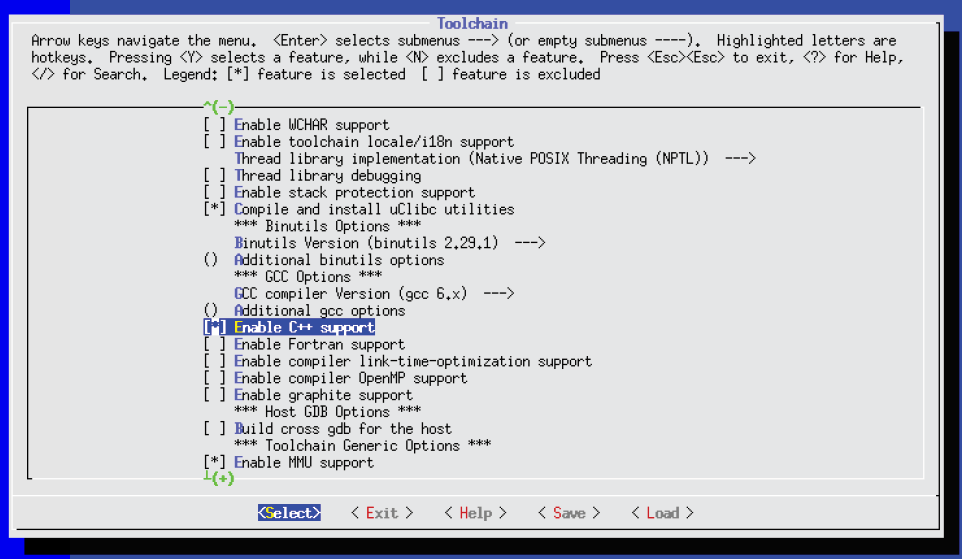 Toolchain
Arrow keys navigate the menu.  <Enter> selects submenus ---> (or empty submenus ----).  Highlighted letters are
hotkeys.  Pressing <Y> selects a feature, while <N> excludes a feature.  Press <Esc><Esc> to exit, <?> for Help,
</> for Search.  Legend: [*] feature is selected  [ ] feature is excluded
^(-)
[ ] Enable WCHAR support
[ ] Enable toolchain locale/i18n support
Thread library implementation (Native POSIX Threading (NPTL))  --->
[ ] Thread library debugging
[ ] Enable stack protection support
[*] Compile and install uClibc utilities
*** Binutils Options ***
Binutils Version (binutils 2.29.1)  --->
() Additional binutils options
*** GCC Options ***
GCC compiler Version (gcc 6.x)  --->
() Additional gcc options
[*] Enable C++ support
[ ] Enable Fortran support
[ ] Enable compiler link-time-optimization support
[ ] Enable compiler OpenMP support
[ ] Enable graphite support
*** Host GDB Options ***
[ ] Build cross gdb for the host
*** Toolchain Generic Options ***
[*] Enable MMU support
┴(+)
<Select>    < Exit >    < Help >    < Save >    < Load >